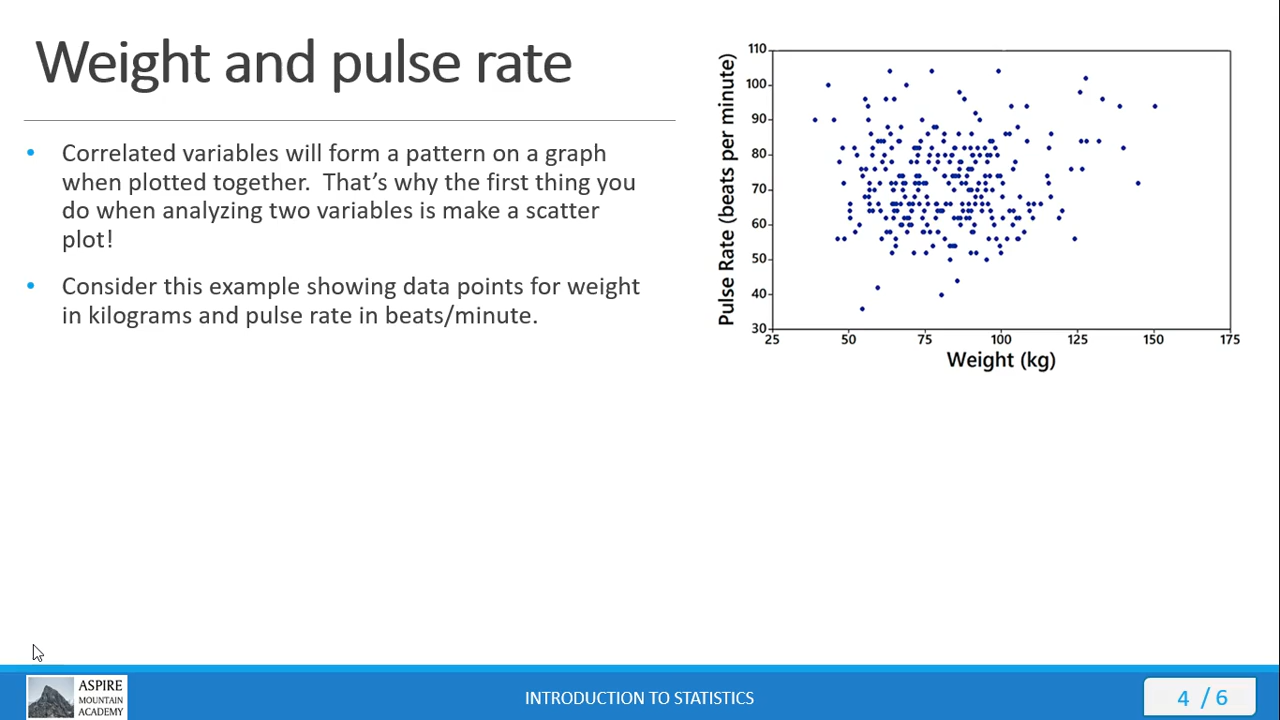 Weight and pulse rate
• Correlated variables will form a pattern on a graph
when plotted together.  That’s why the first thing you
do when analyzing two variables is make a scatter
plot!
• Consider this example showing data points for weight
in kilograms and pulse rate in beats/minute.
Pulse Rate (beats per minute)
110
100
90
80
70
60
50
40
30
25 50 75 100 125 150 175
Weight (kg)
ASPIRE
MOUNTAIN
ACADEMY
INTRODUCTION TO STATISTICS
4 / 6